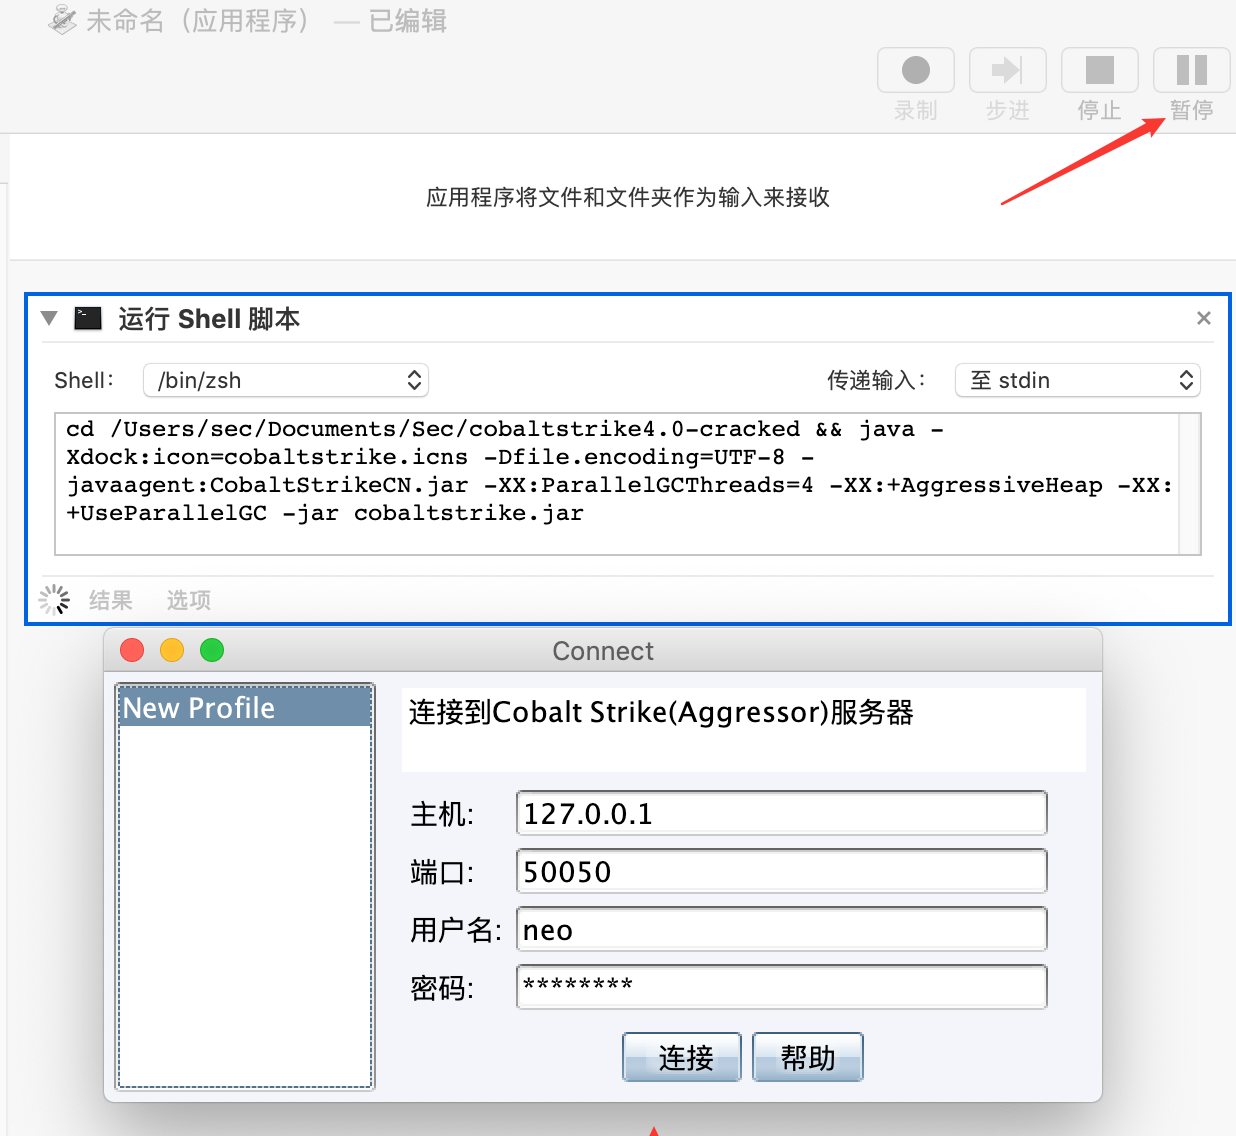 未命名（应用程序） — 已编辑
录制 步进 停止 暂停
应用程序将文件和文件夹作为输入来接收
运行 Shell 脚本
Shell： /bin/zsh 传递输入： 至 stdin
cd /Users/sec/Documents/Sec/cobaltstrike4.0-cracked && java -
Xdock:icon=cobaltstrike.icns -Dfile.encoding=UTF-8 -
javaagent:CobaltStrikeCN.jar -XX:ParallelGCThreads=4 -XX:+AggressiveHeap -XX:
+UseParallelGC -jar cobaltstrike.jar
结果 选项
Connect
New Profile
连接到Cobalt Strike(Aggressor)服务器
主机: 127.0.0.1
端口: 50050
用户名: neo
密码: ********
连接 帮助